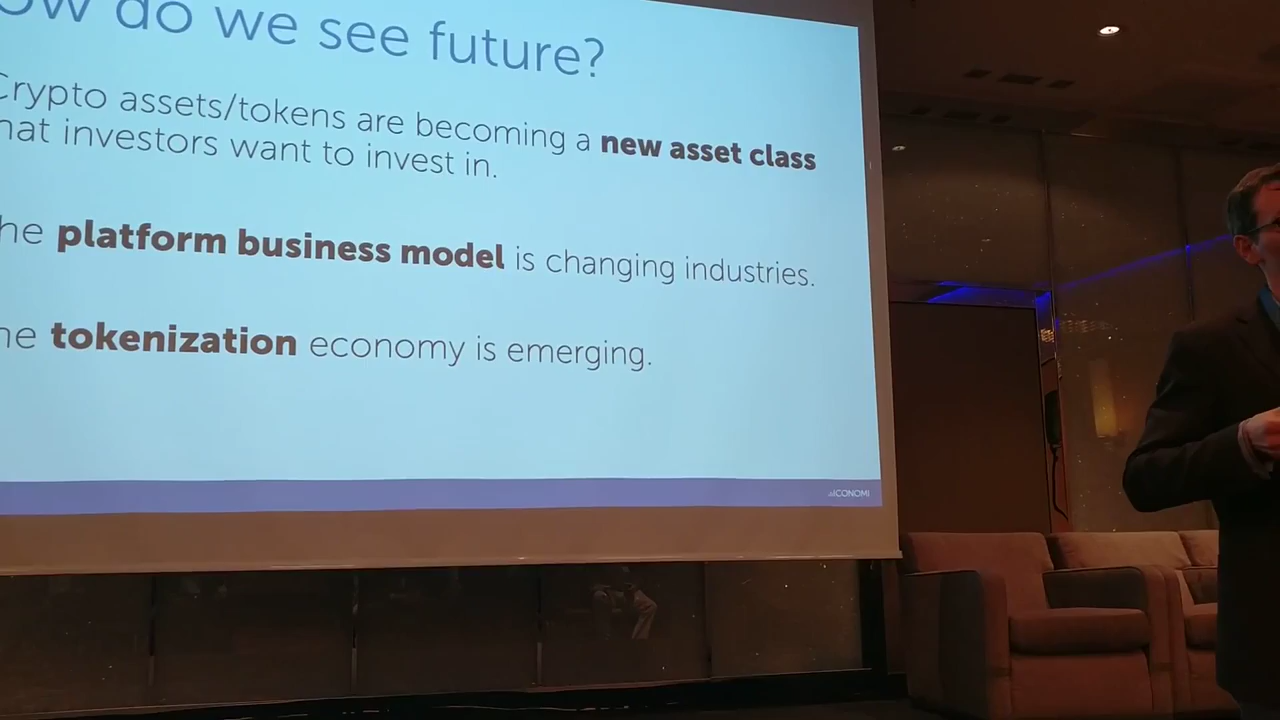 ow do we see future?
Crypto assets/tokens are becoming a new asset class
hat investors want to invest in.
he platform business model is changing industries.
he tokenization economy is emerging.
ICONOMI